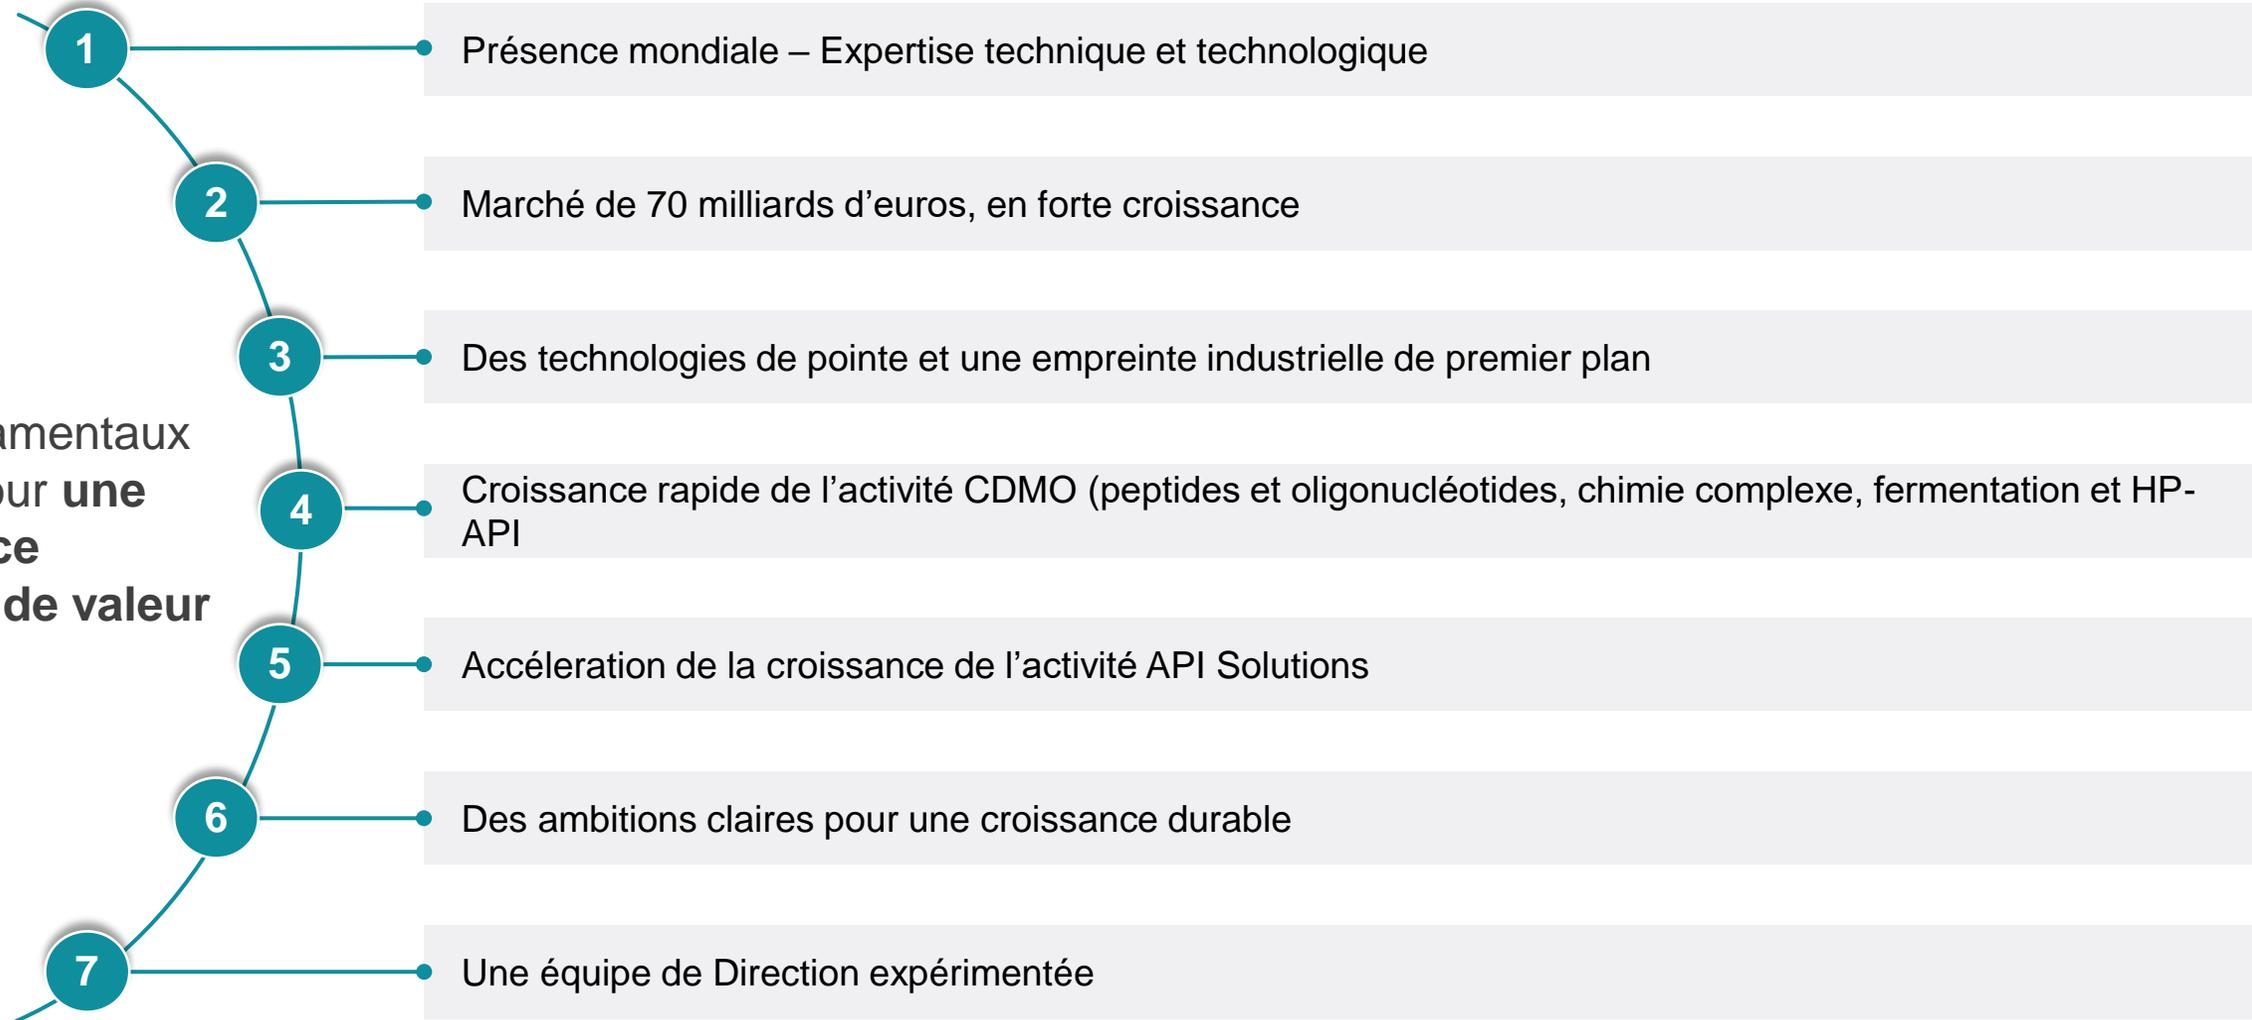 1
Présence mondiale – Expertise technique et technologique
2
Marché de 70 milliards d’euros, en forte croissance
3
Des technologies de pointe et une empreinte industrielle de premier plan
amentaux
our une
ce
de valeur
4
Croissance rapide de l’activité CDMO (peptides et oligonucléotides, chimie complexe, fermentation et HP-
API
5
Accéleration de la croissance de l’activité API Solutions
6
Des ambitions claires pour une croissance durable
7
Une équipe de Direction expérimentée